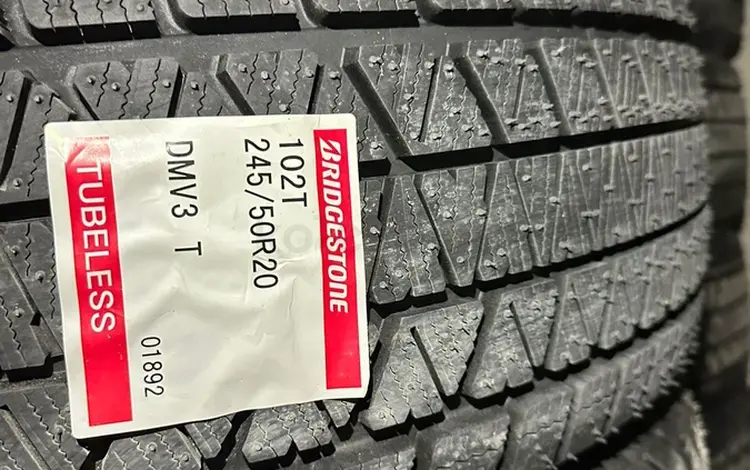 BRIDGESTONE
102T
245/50R20
DMV3 T
01892
TUBELESS